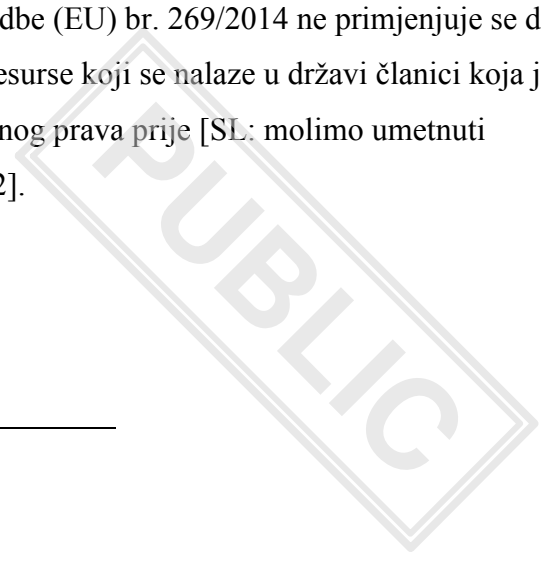 dbe (EU) br. 269/2014 ne primjenjuje se d
esurse koji se nalaze u državi članici koja j
nog prava prije [SL: molimo umetnuti
2].
PUBLIC